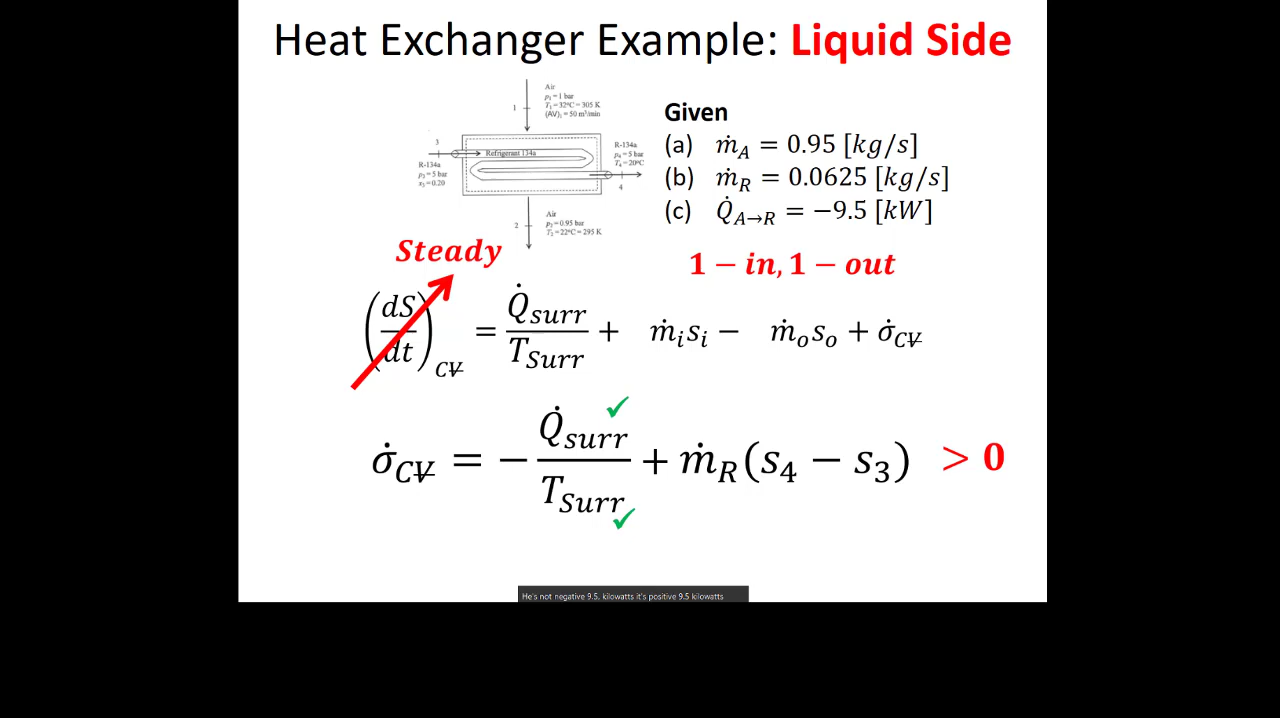 Heat Exchanger Example: Liquid Side
Air
p₁ = 1 bar
T₁ = 32°C = 305 K
(AV)₁ = 50 m³/min
1
3
Refrigerant 134a
R-134a
p₃ = 5 bar
x₃ = 0.20
R-134a
p₄ = 5 bar
T₄ = 20°C
4
2
Air
p₂ = 0.95 bar
T₂ = 22°C = 295 K
Given
(a) ṁ_A = 0.95 [kg/s]
(b) ṁ_R = 0.0625 [kg/s]
(c) Q̇_A→R = −9.5 [kW]
Steady
1 − in, 1 − out
(dS/dt)_CV = Q̇_surr/T_Surr + ṁ_i s_i − ṁ_o s_o + σ̇_CV
σ̇_CV = − Q̇_surr/T_Surr + ṁ_R(s₄ − s₃) > 0
He's not negative 9.5, kilowatts it's positive 9.5 kilowatts